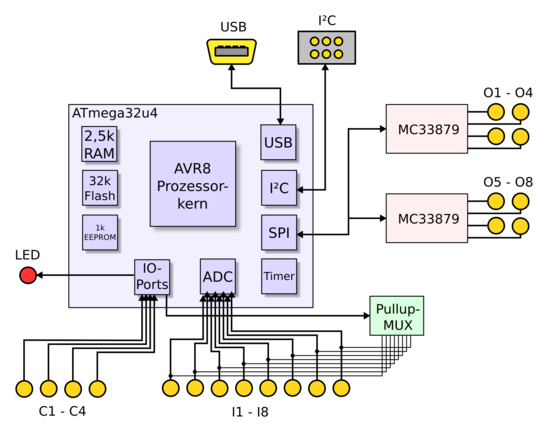 USB
I²C
O1 - O4
ATmega32u4
2,5k
RAM
AVR8
Prozessor-
kern
USB
MC33879
32k
Flash
I²C
O5 - O8
1k
EEPROM
SPI
MC33879
LED
IO-
Ports
ADC
Timer
Pullup-
MUX
C1 - C4
I1 - I8